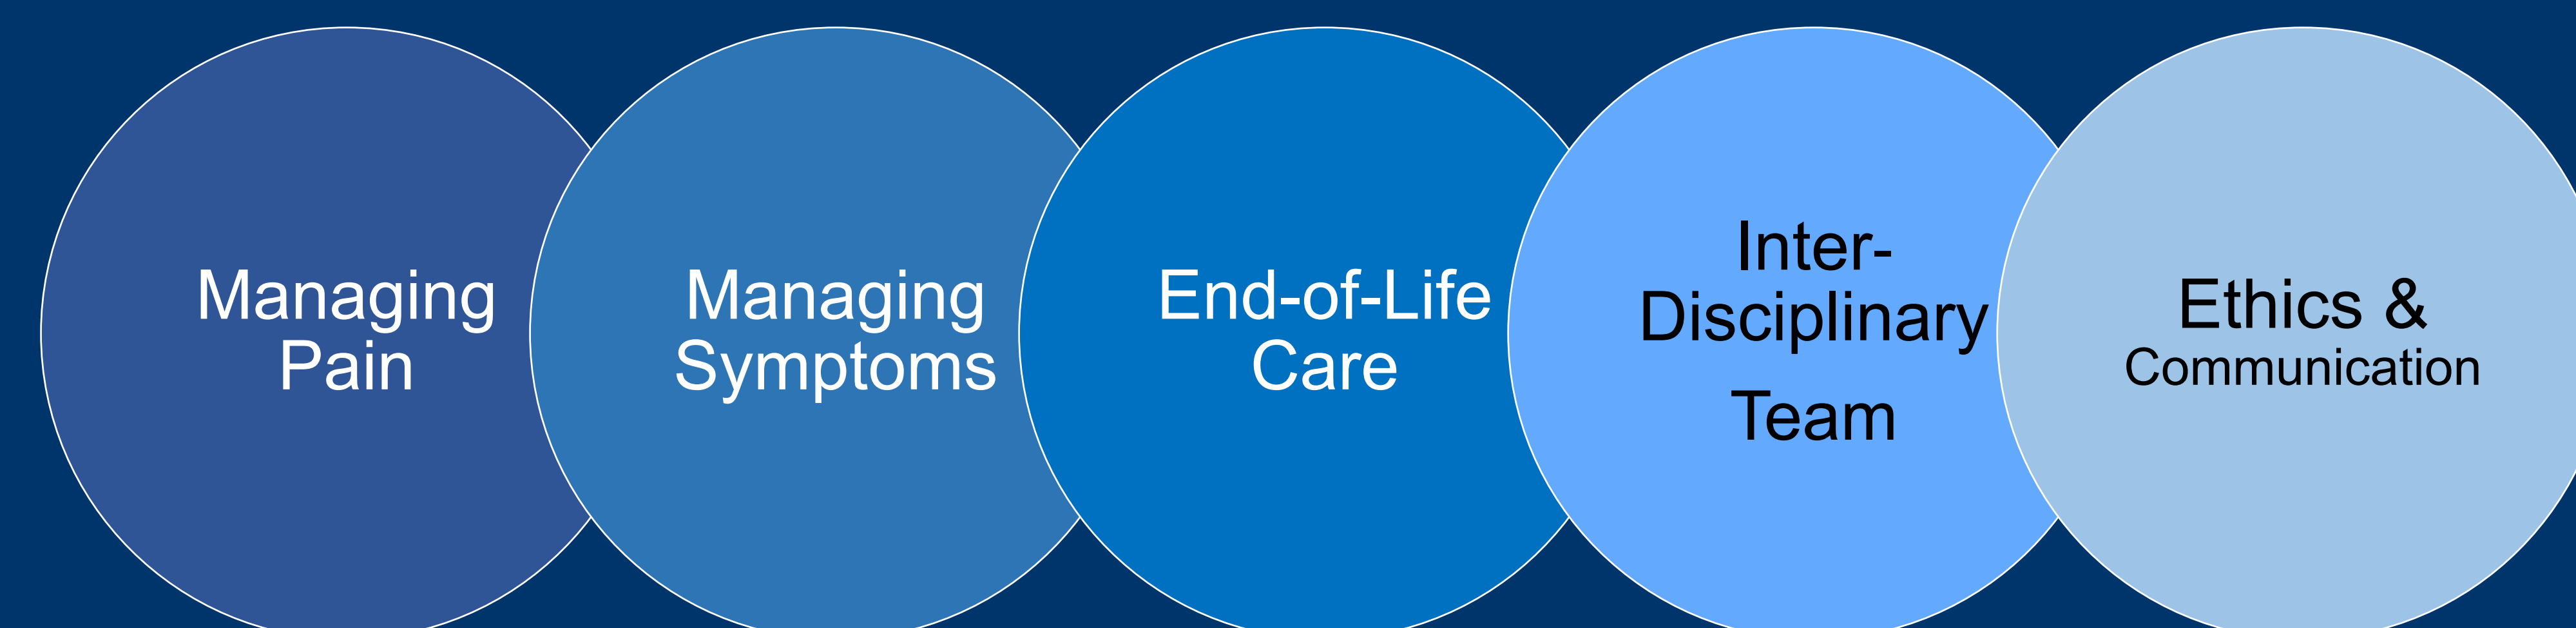 Managing
Pain
Managing
Symptoms
End-of-Life
Care
Inter-
Disciplinary
Team
Ethics &
Communication